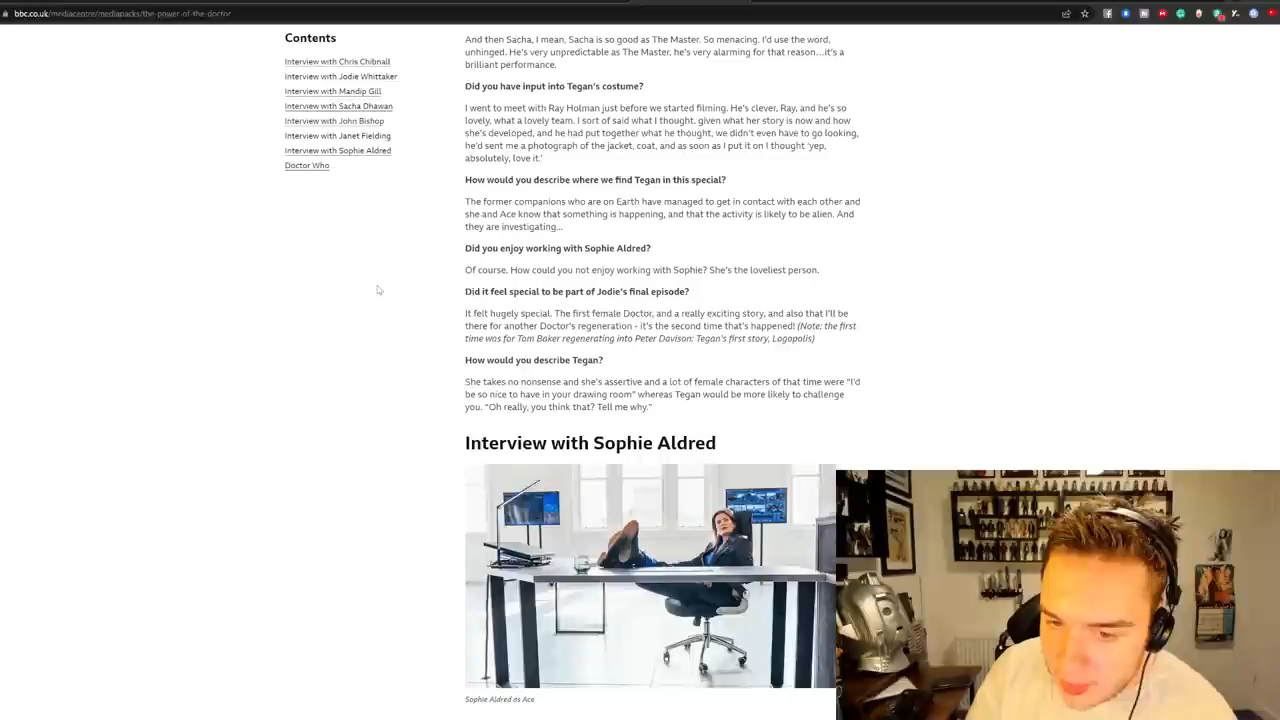 bbc.co.uk/mediacentre/mediapacks/the-power-of-the-doctor
Contents
Interview with Chris Chibnall
Interview with Jodie Whittaker
Interview with Mandip Gill
Interview with Sacha Dhawan
Interview with John Bishop
Interview with Janet Fielding
Interview with Sophie Aldred
Doctor Who
And then Sacha, I mean, Sacha is so good as The Master. So menacing. I'd use the word,
unhinged. He's very unpredictable as The Master, he's very alarming for that reason…it's a
brilliant performance.
Did you have input into Tegan's costume?
I went to meet with Ray Holman just before we started filming. He's clever, Ray, and he's so
lovely, what a lovely team. I sort of said what I thought, given what her story is now and how
she's developed, and he had put together what he thought, we didn't even have to go looking,
he'd sent me a photograph of the jacket, coat, and as soon as I put it on I thought 'yep,
absolutely, love it.'
How would you describe where we find Tegan in this special?
The former companions who are on Earth have managed to get in contact with each other and
she and Ace know that something is happening, and that the activity is likely to be alien. And
they are investigating…
Did you enjoy working with Sophie Aldred?
Of course. How could you not enjoy working with Sophie? She's the loveliest person.
Did it feel special to be part of Jodie's final episode?
It felt hugely special. The first female Doctor, and a really exciting story, and also that I'll be
there for another Doctor's regeneration - it's the second time that's happened! (Note: the first
time was for Tom Baker regenerating into Peter Davison: Tegan's first story, Logopolis)
How would you describe Tegan?
She takes no nonsense and she's assertive and a lot of female characters of that time were "I'd
be so nice to have in your drawing room" whereas Tegan would be more likely to challenge
you. "Oh really, you think that? Tell me why."
Interview with Sophie Aldred
Sophie Aldred as Ace